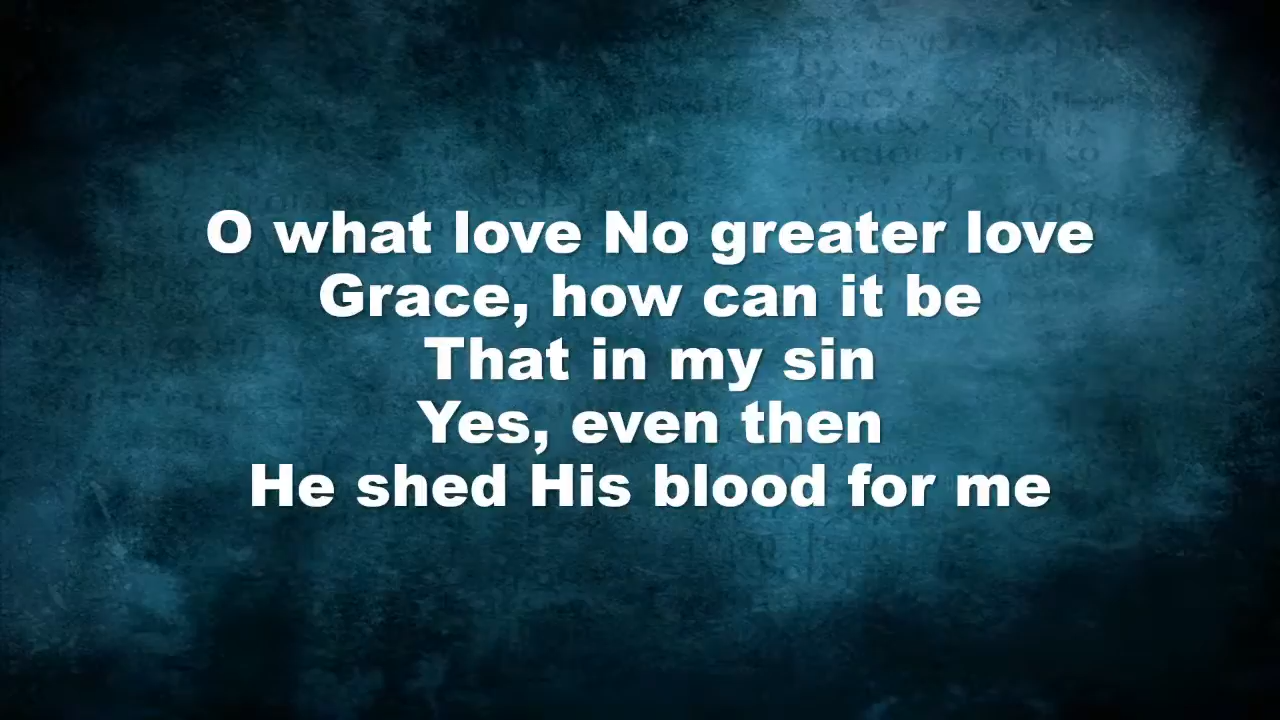 O what love No greater love
Grace, how can it be
That in my sin
Yes, even then
He shed His blood for me